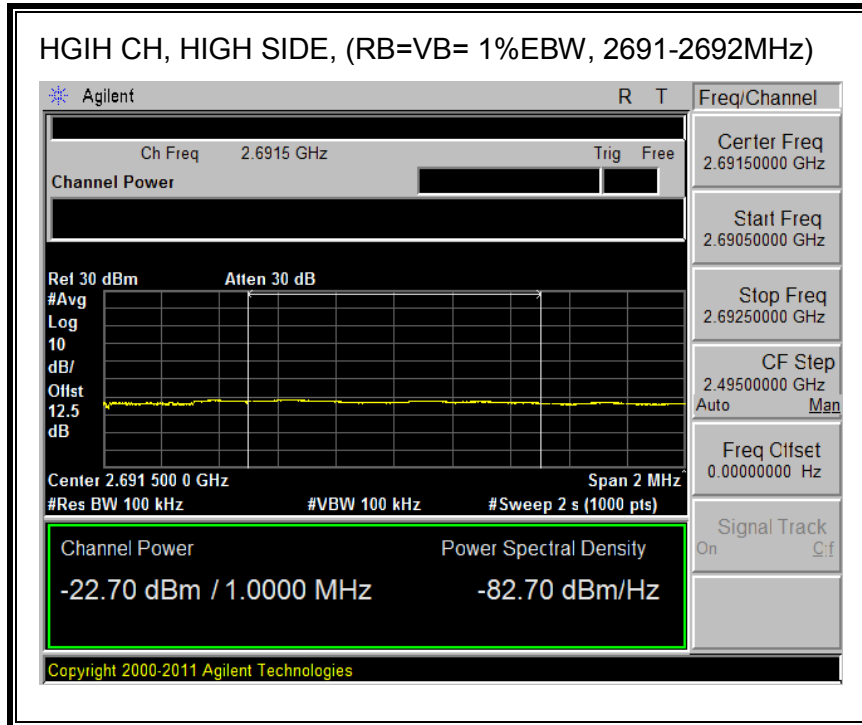 HGIH CH, HIGH SIDE, (RB=VB= 1%EBW, 2691-2692MHz)
Agilent R T
Freq/Channel
Ch Freq 2.6915 GHz Trig Free
Channel Power
Center Freq
2.69150000 GHz
Start Freq
2.69050000 GHz
Stop Freq
2.69250000 GHz
CF Step
2.49500000 GHz
Auto Man
Freq Offset
0.00000000 Hz
Signal Track
On Off
Ref 30 dBm Atten 30 dB
#Avg
Log
10
dB/
Offst
12.5
dB
Center 2.691 500 0 GHz Span 2 MHz
#Res BW 100 kHz #VBW 100 kHz #Sweep 2 s (1000 pts)
Channel Power Power Spectral Density
-22.70 dBm / 1.0000 MHz -82.70 dBm/Hz
Copyright 2000-2011 Agilent Technologies